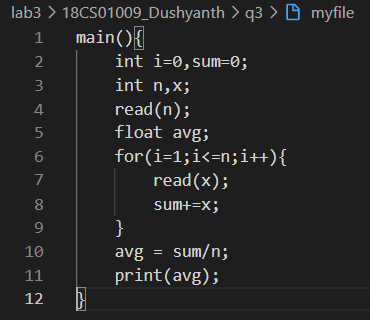 lab3 > 18CS01009_Dushyanth > q3 > myfile
1 main(){
2 int i=0,sum=0;
3 int n,x;
4 read(n);
5 float avg;
6 for(i=1;i<=n;i++){
7 read(x);
8 sum+=x;
9 }
10 avg = sum/n;
11 print(avg);
12 }